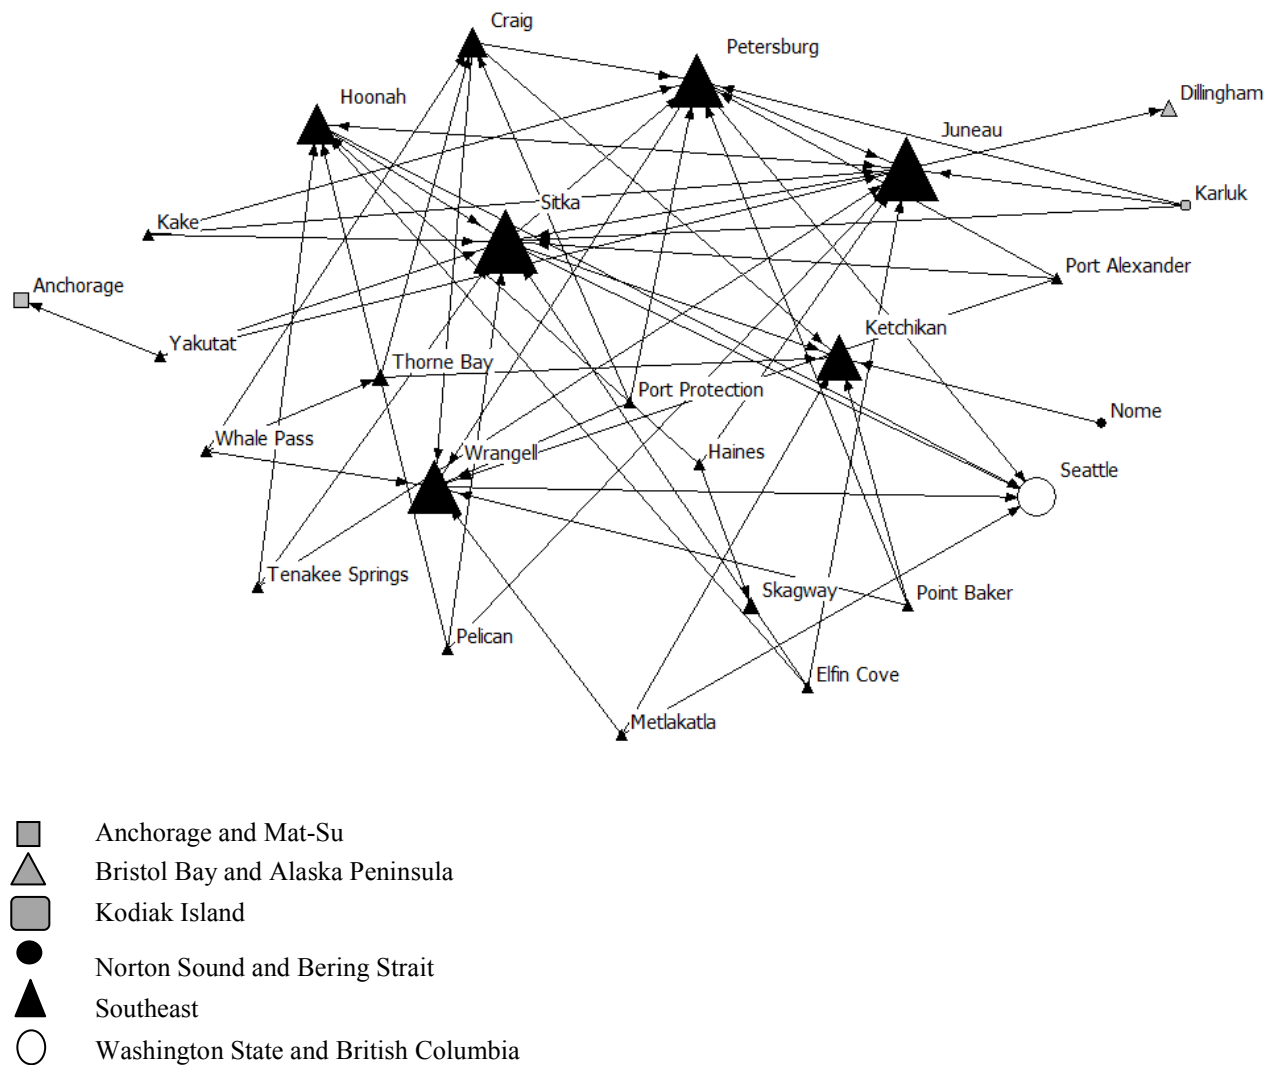 Craig
Petersburg
Hoonah
Dillingham
Juneau
Karluk
Sitka
Kake
Port Alexander
Anchorage
Ketchikan
Yakutat
Thorne Bay
Port Protection
Nome
Whale Pass
Wrangell
Haines
Seattle
Tenakee Springs
Skagway
Point Baker
Pelican
Elfin Cove
Metlakatla
Anchorage and Mat-Su
Bristol Bay and Alaska Peninsula
Kodiak Island
Norton Sound and Bering Strait
Southeast
Washington State and British Columbia